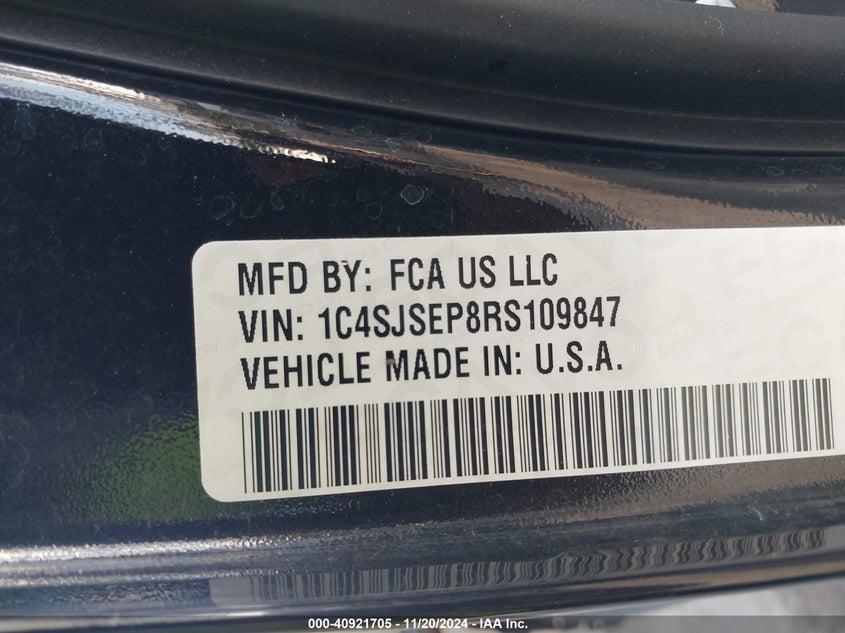 MFD BY: FCA US LLC
VIN: 1C4SJSEP8RS109847
VEHICLE MADE IN: U.S.A.
000-40921705 - 11/20/2024 - IAA Inc.